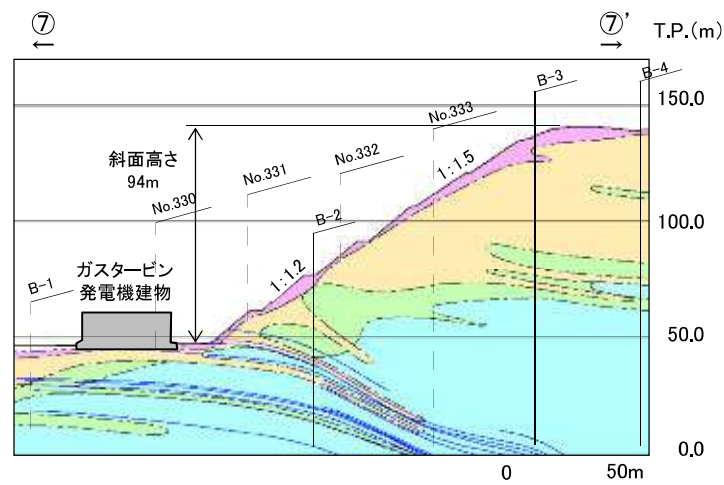 ⑦
⑦'
T.P.(m)
B-3
B-4
150.0
No.333
斜面高さ
94m
No.332
No.331
1:1.5
No.330
100.0
B-2
ガスタービン
発電機建物
B-1
1:1.2
50.0
0.0
0
50m